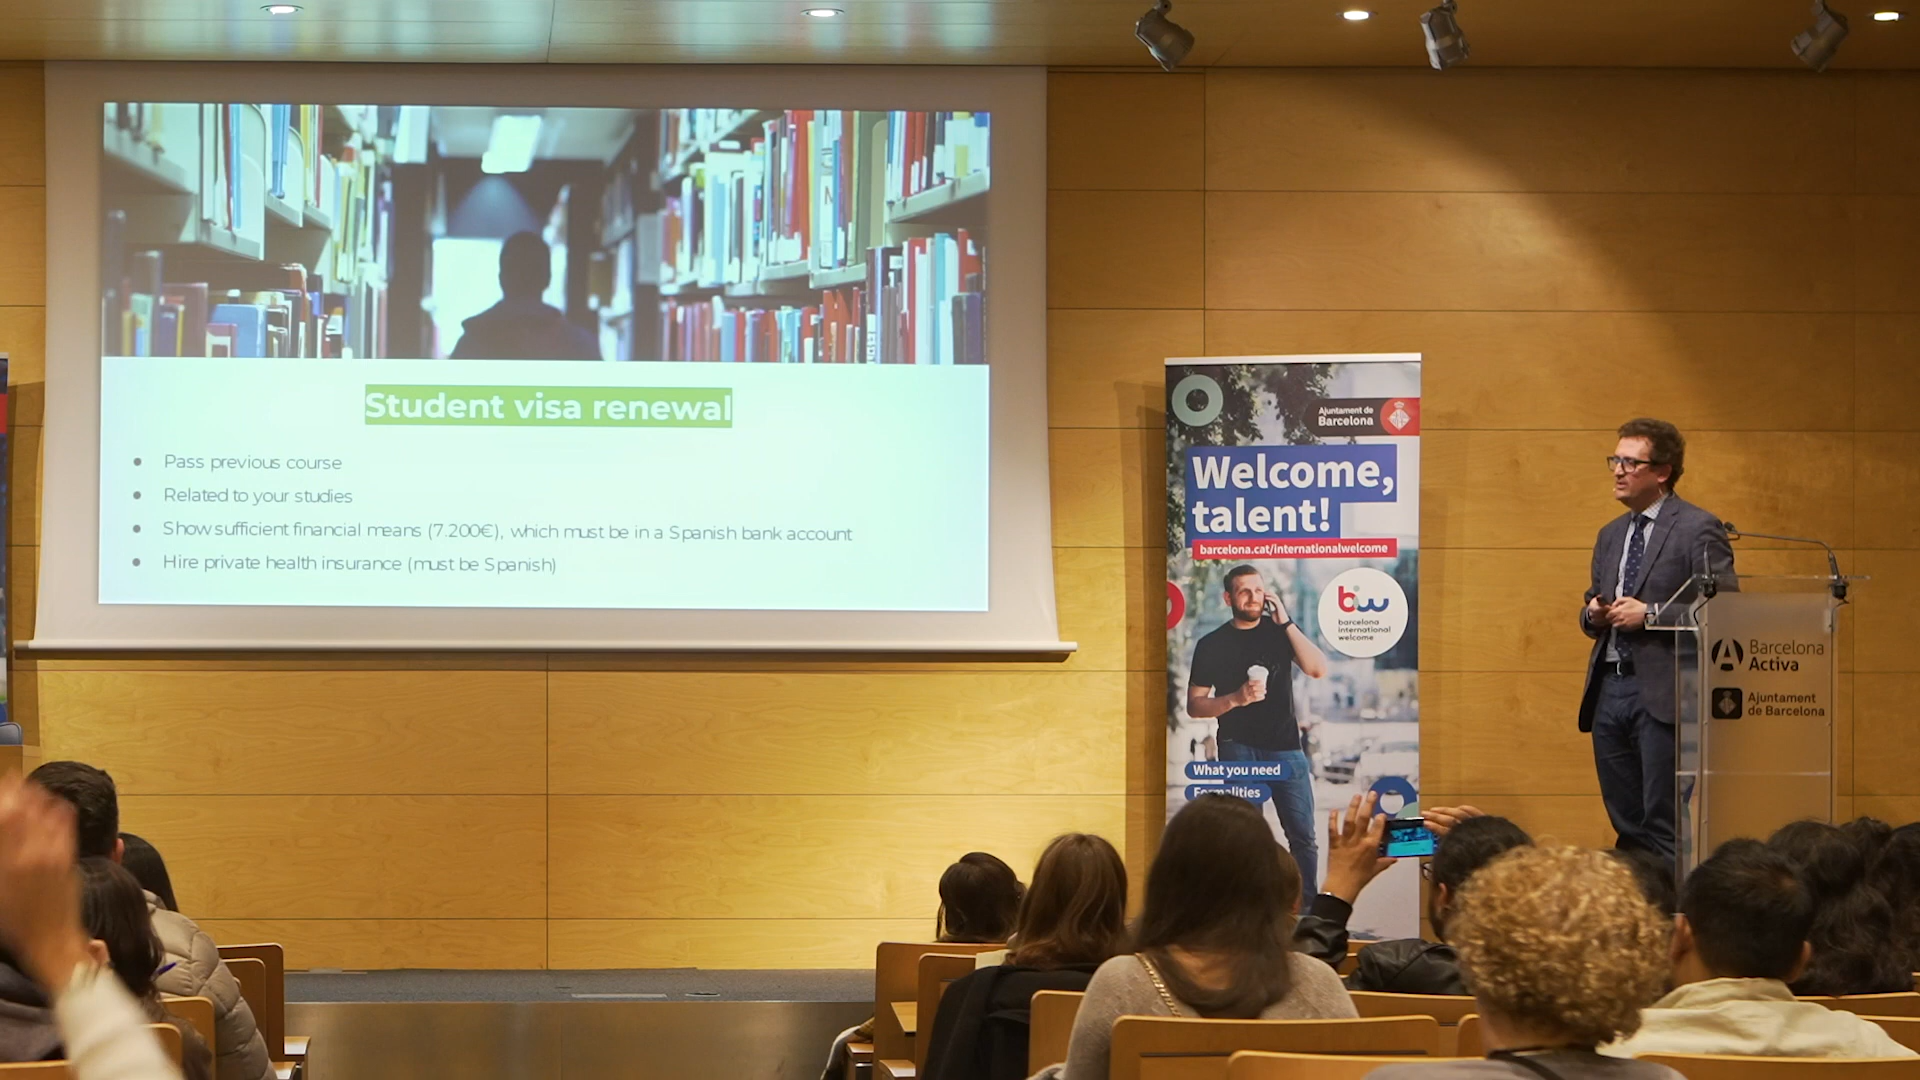 Student visa renewal
Pass previous course
Related to your studies
Show sufficient financial means (7.200€), which must be in a Spanish bank account
Hire private health insurance (must be Spanish)
Ajuntament de
Barcelona
Welcome,
talent!
barcelona.cat/internationalwelcome
biw
barcelona
international
welcome
What you need
Formalities
Barcelona
Activa
Ajuntament
de Barcelona